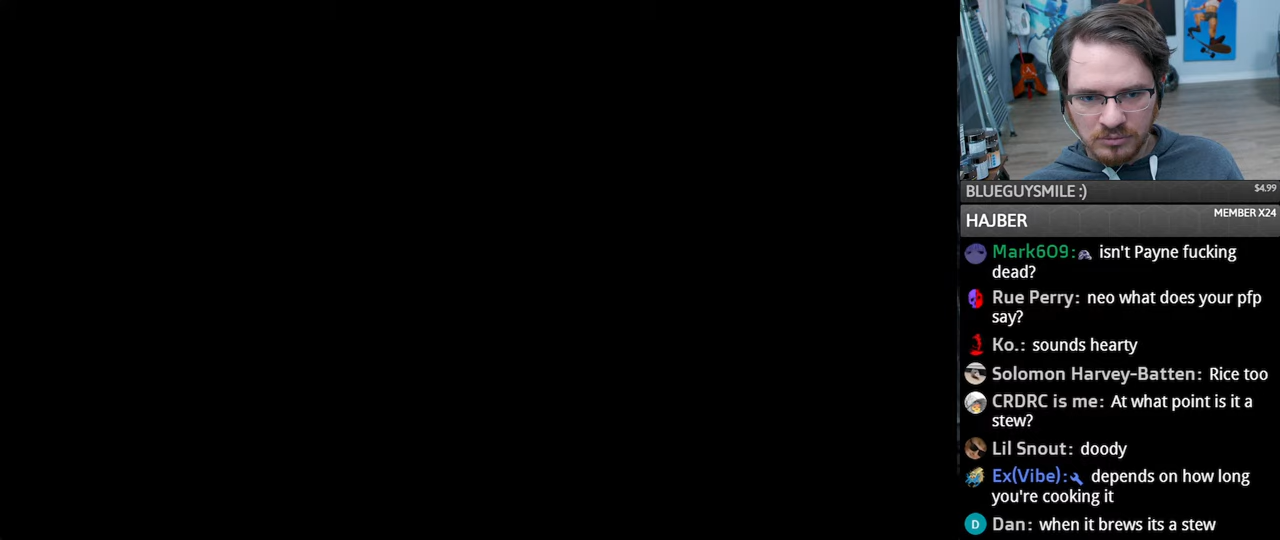 BLUEGUYSMILE :) $4.99
HAJBER MEMBER X24
Mark609: isn't Payne fucking
dead?
Rue Perry: neo what does your pfp
say?
Ko.: sounds hearty
Solomon Harvey-Batten: Rice too
CRDRC is me: At what point is it a
stew?
Lil Snout: doody
Ex(Vibe): depends on how long
you're cooking it
D Dan: when it brews its a stew